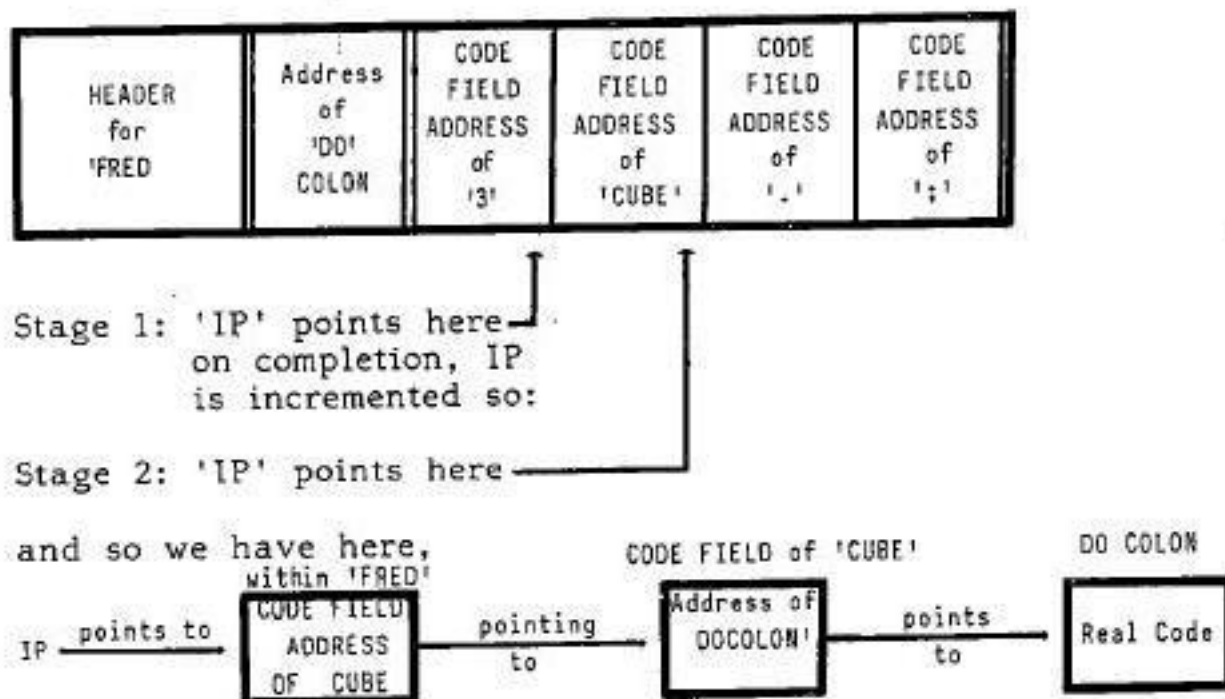 HEADER
for
'FRED
Address
of
'DO'
COLON
CODE
FIELD
ADDRESS
of
'3'
CODE
FIELD
ADDRESS
of
'CUBE'
CODE
FIELD
ADDRESS
of
'.'
CODE
FIELD
ADDRESS
of
';'
Stage 1: 'IP' points here
on completion, IP
is incremented so:
Stage 2: 'IP' points here
and so we have here,
within 'FRED'
IP points to
CODE FIELD
ADDRESS
OF CUBE
pointing
to
CODE FIELD of 'CUBE'
Address of
DOCOLON'
points
to
DO COLON
Real Code